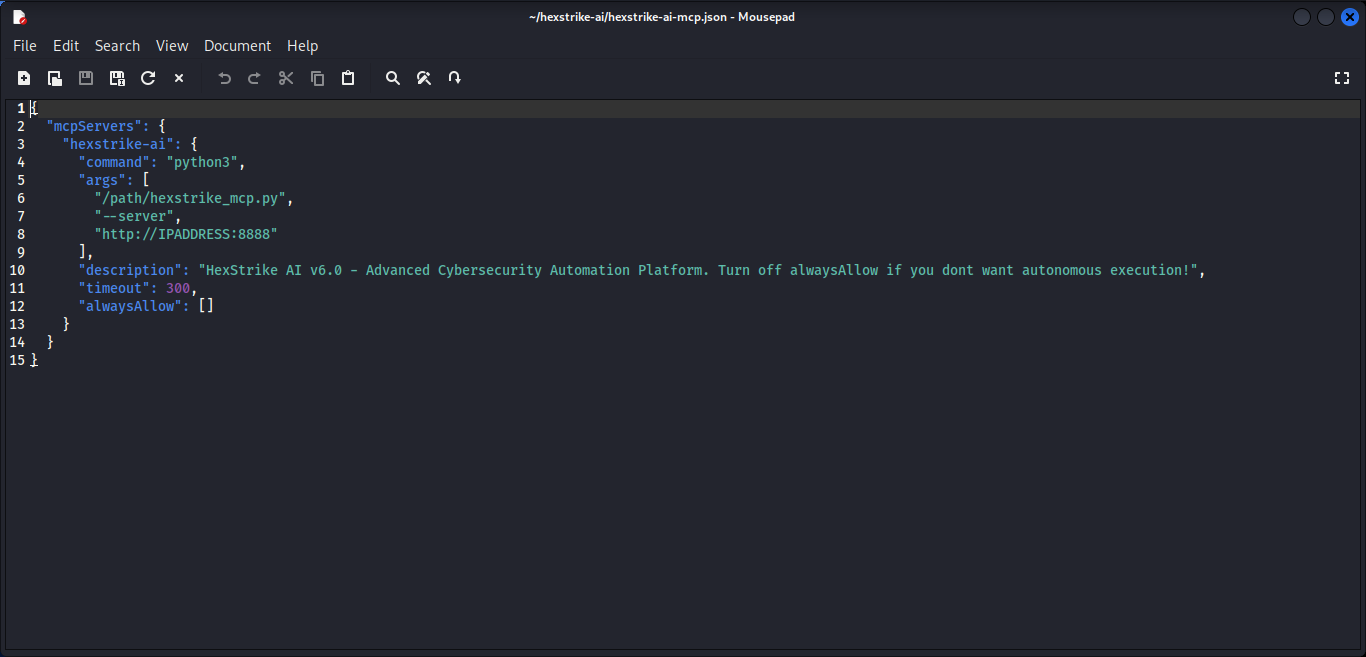 ~/hexstrike-ai/hexstrike-ai-mcp.json - Mousepad
File Edit Search View Document Help
1 {
2   "mcpServers": {
3     "hexstrike-ai": {
4       "command": "python3",
5       "args": [
6         "/path/hexstrike_mcp.py",
7         "--server",
8         "http://IPADDRESS:8888"
9       ],
10       "description": "HexStrike AI v6.0 - Advanced Cybersecurity Automation Platform. Turn off alwaysAllow if you dont want autonomous execution!",
11       "timeout": 300,
12       "alwaysAllow": []
13     }
14   }
15 }